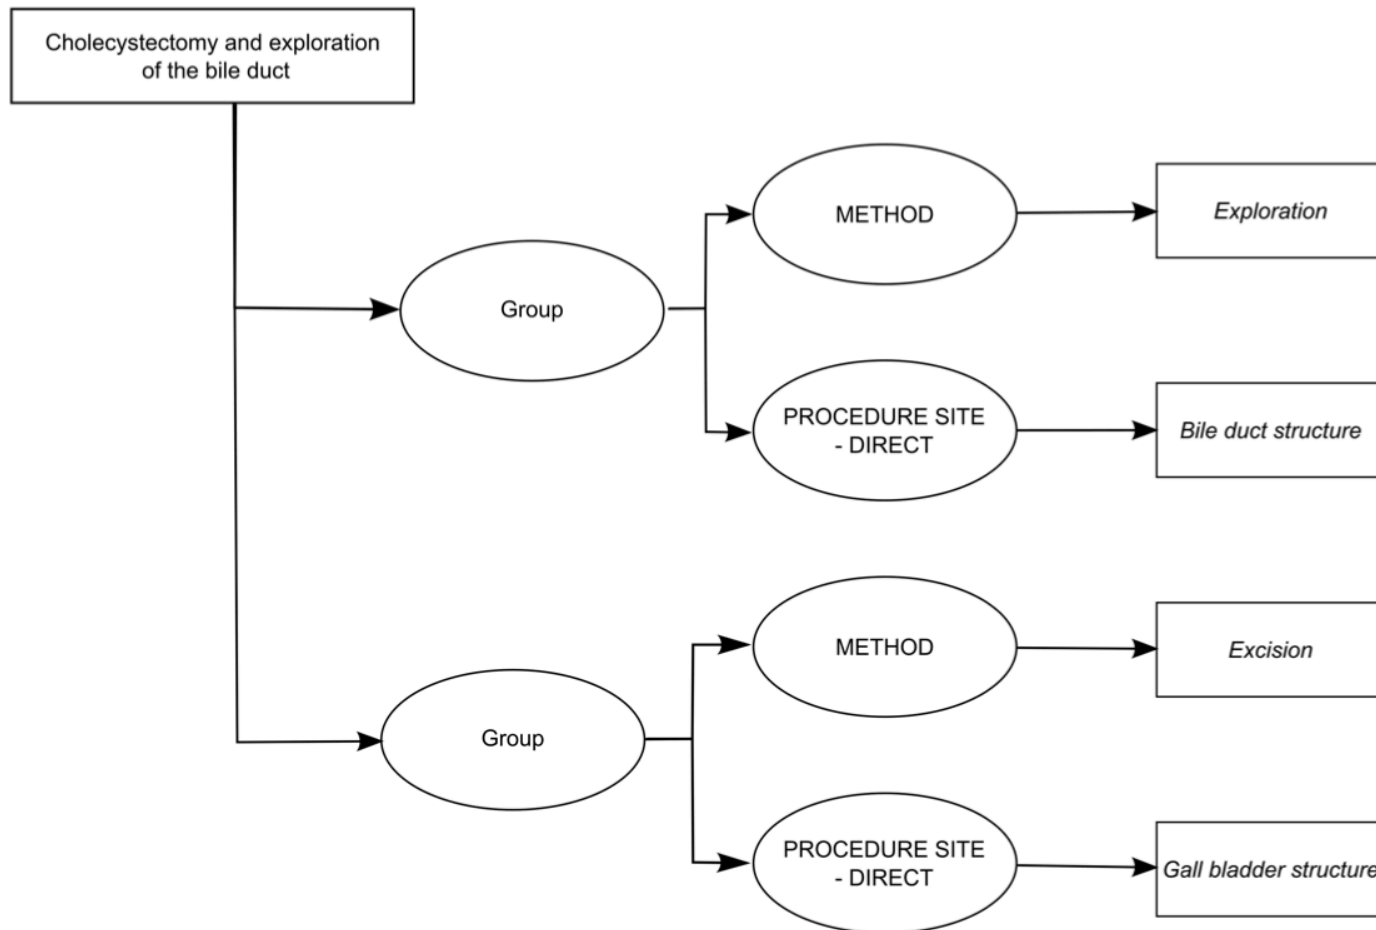 Cholecystectomy and exploration
of the bile duct
Group
METHOD
Exploration
PROCEDURE SITE
- DIRECT
Bile duct structure
Group
METHOD
Excision
PROCEDURE SITE
- DIRECT
Gall bladder structure